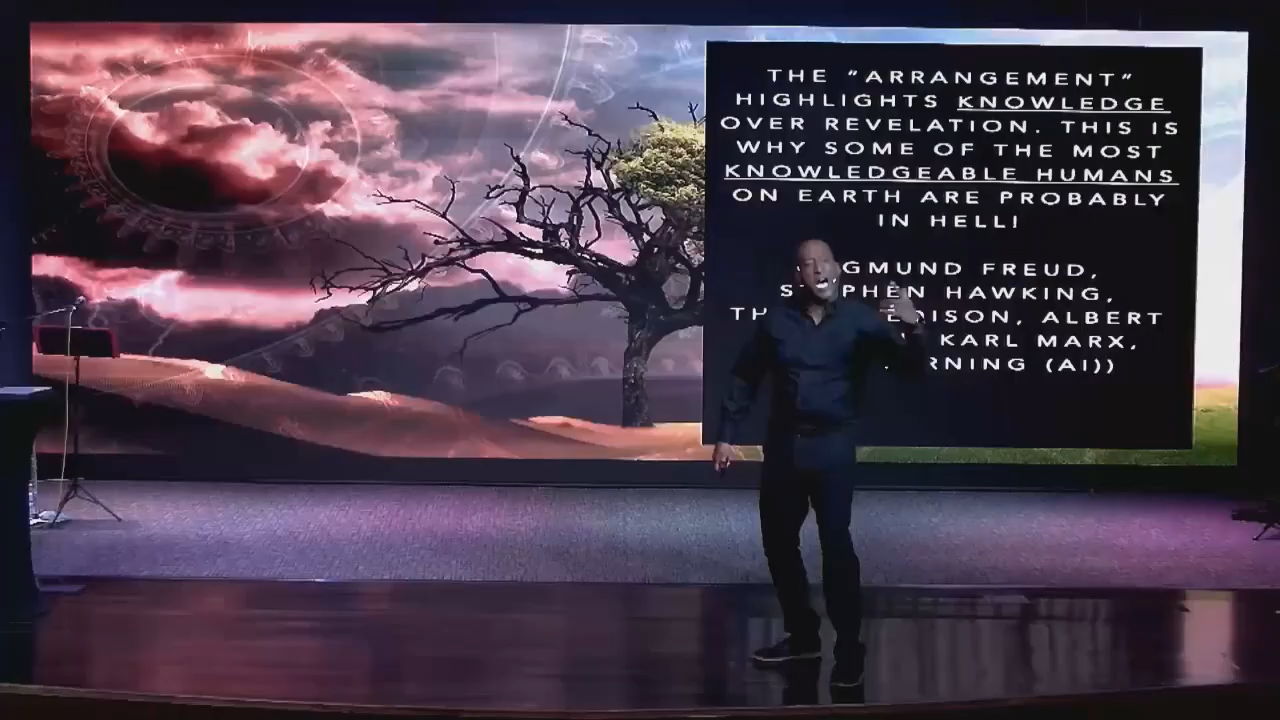 THE "ARRANGEMENT"
HIGHLIGHTS KNOWLEDGE
OVER REVELATION. THIS IS
WHY SOME OF THE MOST
KNOWLEDGEABLE HUMANS
ON EARTH ARE PROBABLY
IN HELL!
FREUD,
HAWKING,
ALBERT
KARL MARX,
(AI))